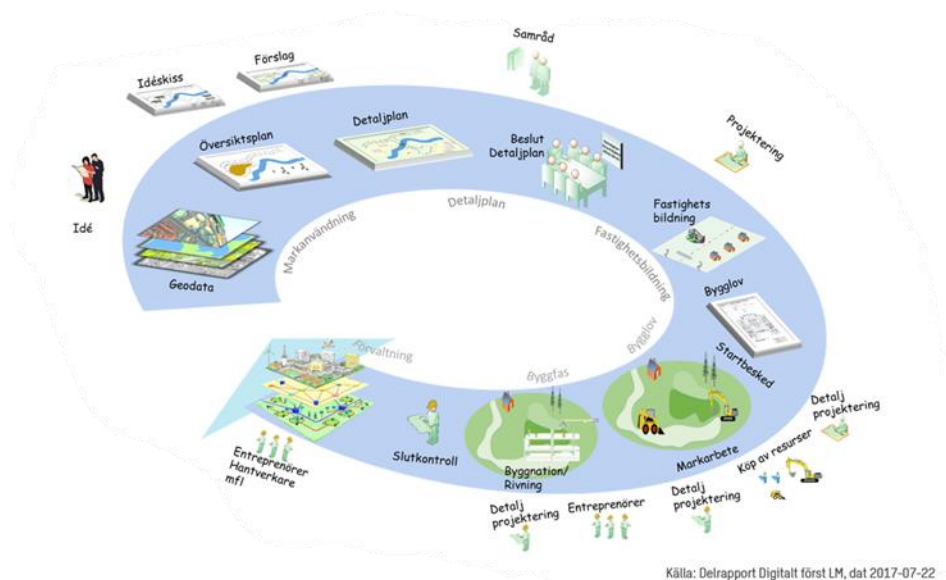 Samråd
Förslag
Idéskiss
Projektering
Detaljplan
Översiktsplan
Beslut
Detaljplan
Idé
Fastighets
bildning
Geodata
Markanvändning
Detaljplan
Fastighetsbildning
Bygglov
Bygglov
Startbesked
Förvaltning
Byggfas
Detalj
projektering
Köp av resurser
Markarbete
Detalj
projektering
Slutkontroll
Byggnation/
Rivning
Entreprenörer
Detalj
projektering
Entreprenörer
Hantverkare
mfl
Källa: Delrapport Digitalt först LM, dat 2017-07-22